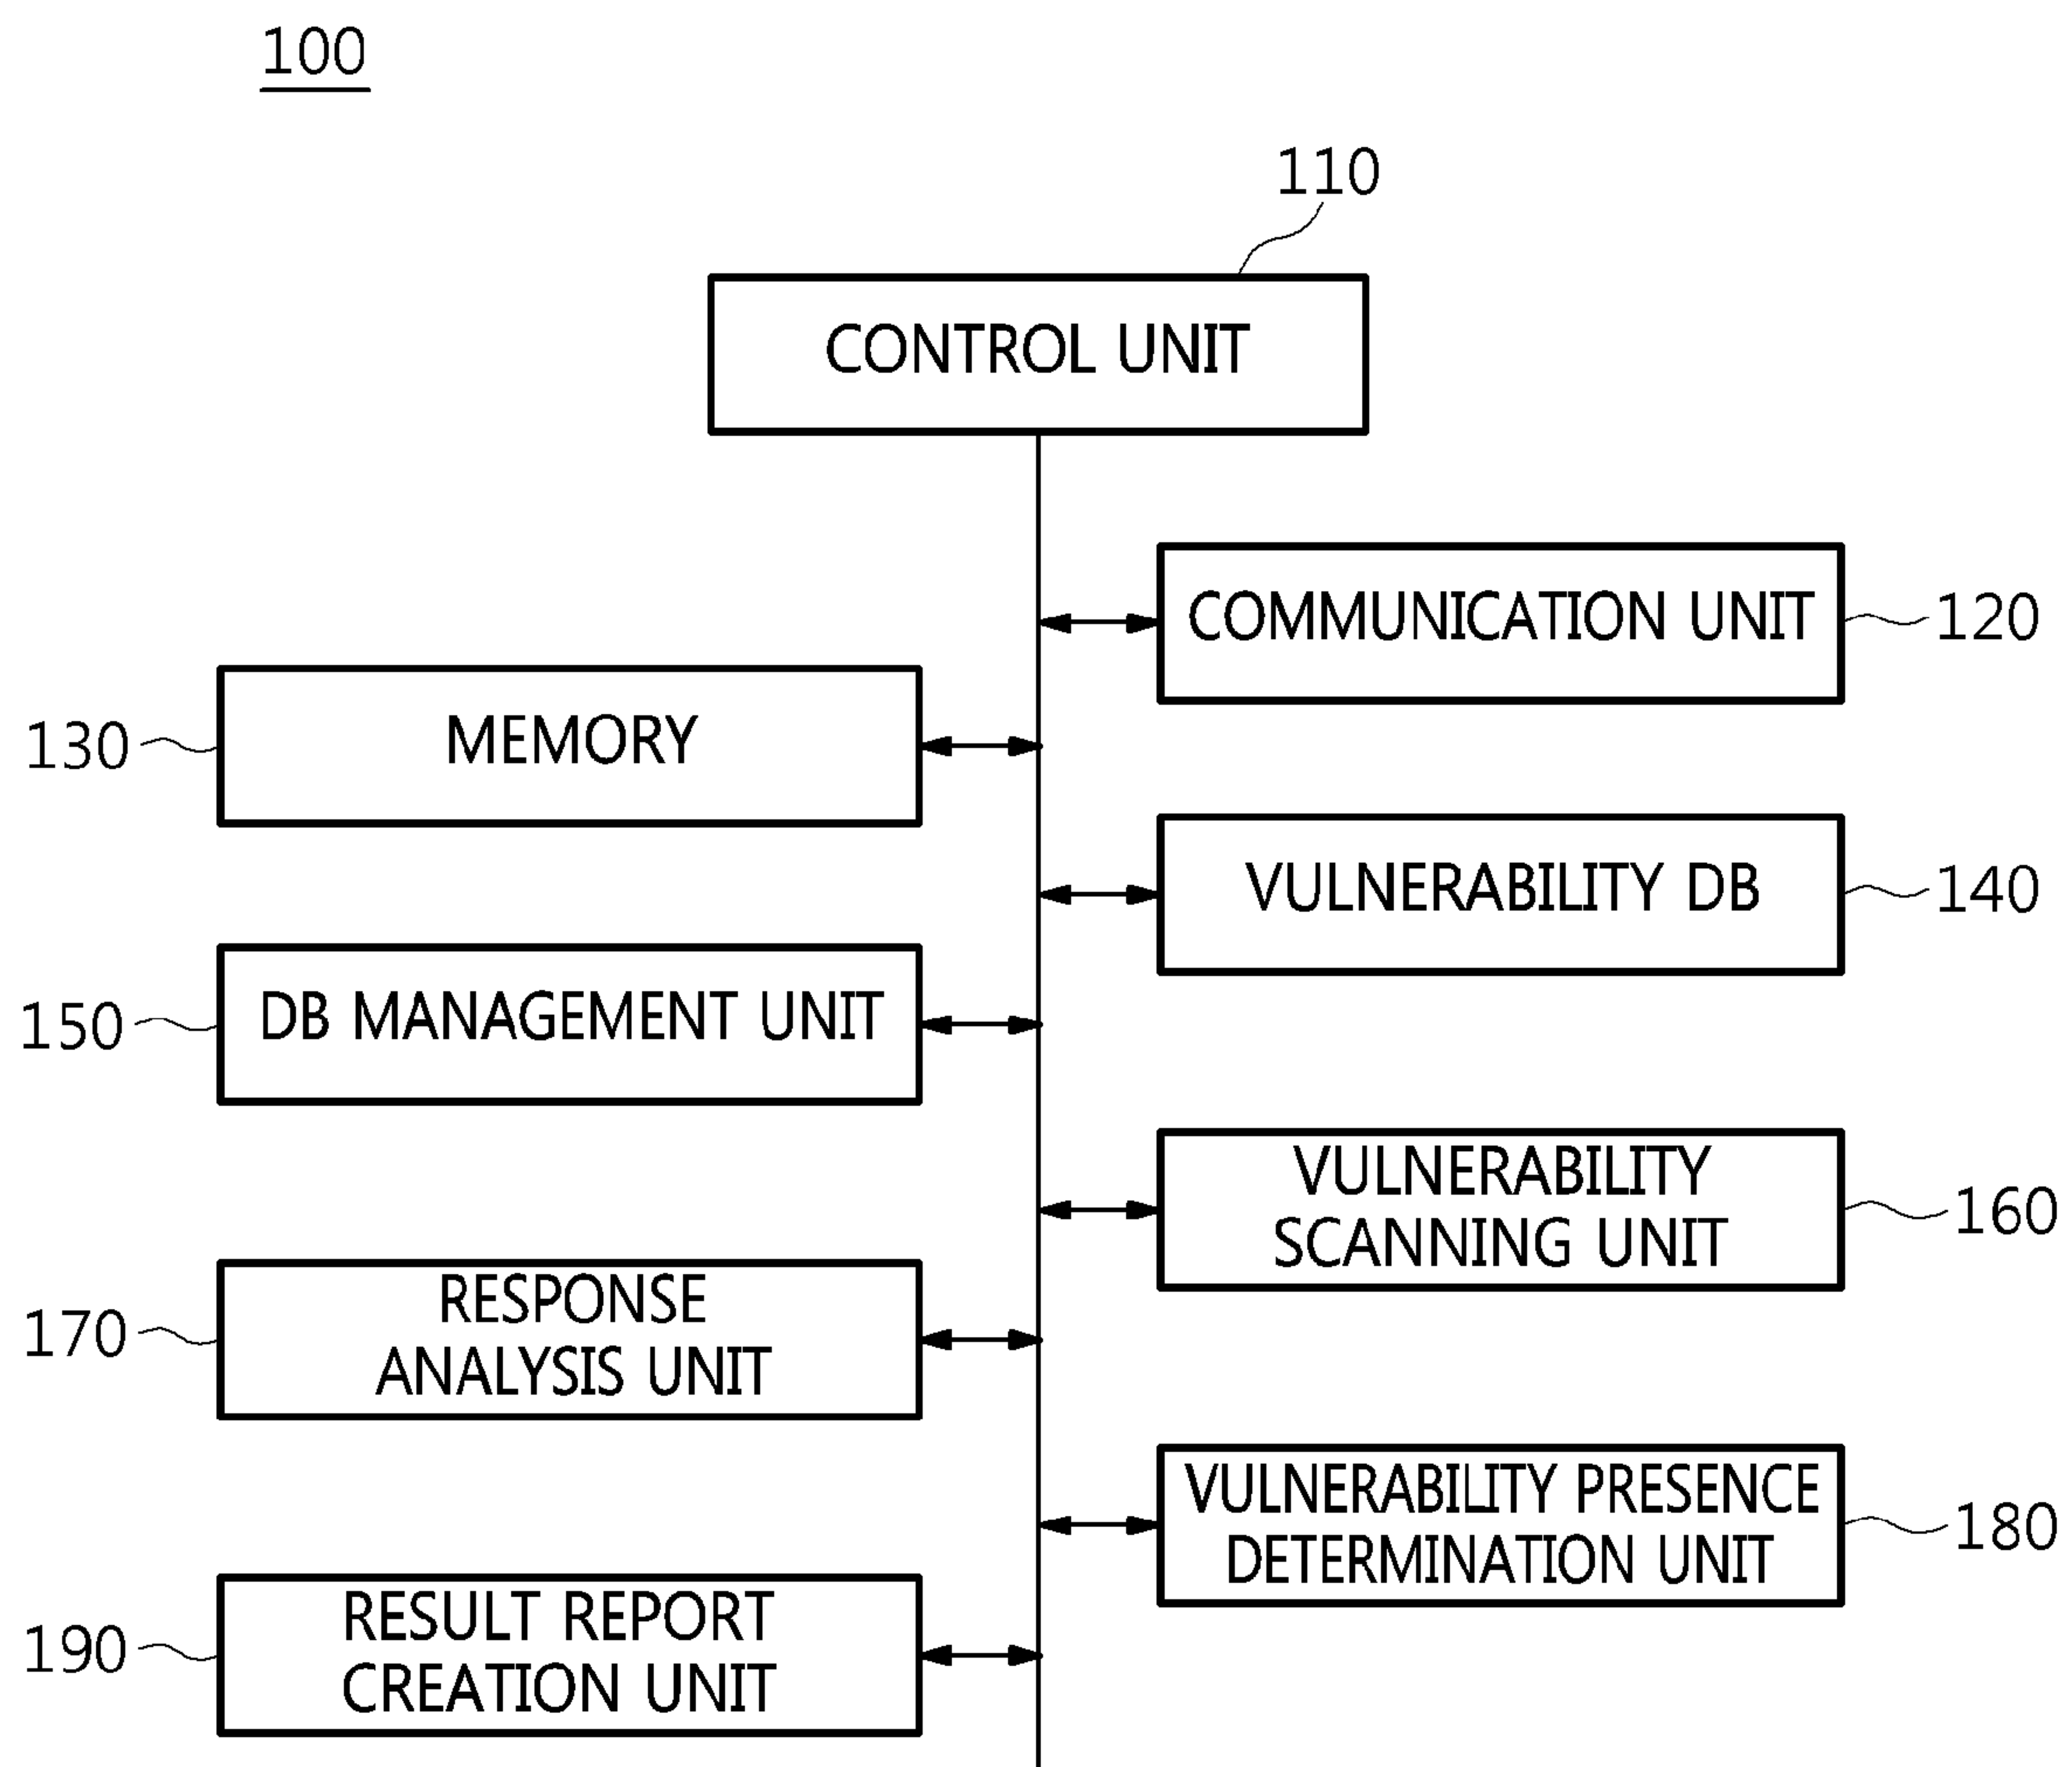 100
110
CONTROL UNIT
COMMUNICATION UNIT
120
130
MEMORY
VULNERABILITY DB
140
150
DB MANAGEMENT UNIT
VULNERABILITY
SCANNING UNIT
160
170
RESPONSE
ANALYSIS UNIT
VULNERABILITY PRESENCE
DETERMINATION UNIT
180
190
RESULT REPORT
CREATION UNIT